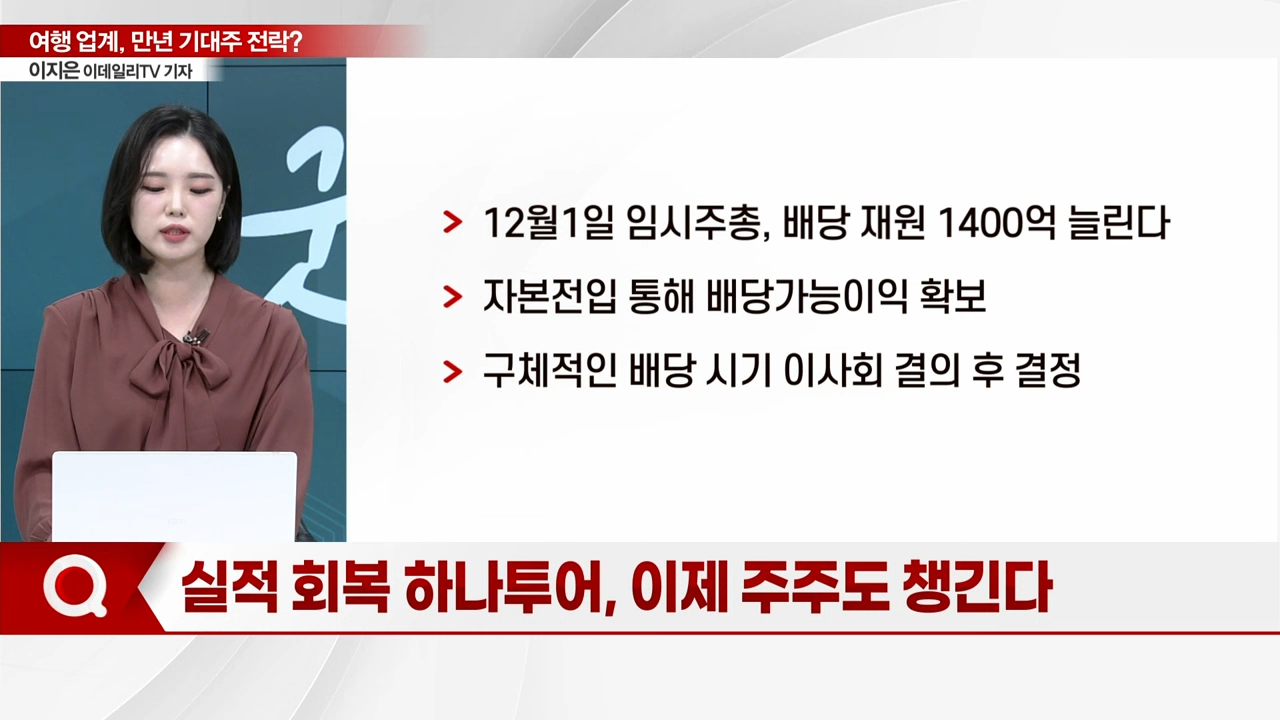 여행 업계, 만년 기대주 전락?
이지은 이데일리TV 기자
> 12월1일 임시주총, 배당 재원 1400억 늘린다
> 자본전입 통해 배당가능이익 확보
> 구체적인 배당 시기 이사회 결의 후 결정
Q 실적 회복 하나투어, 이제 주주도 챙긴다